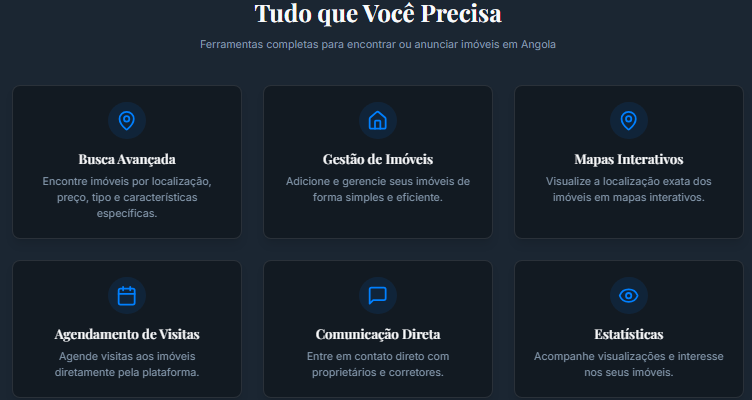 Tudo que Você Precisa
Ferramentas completas para encontrar ou anunciar imóveis em Angola
Busca Avançada
Encontre imóveis por localização,
preço, tipo e características
específicas.
Gestão de Imóveis
Adicione e gerencie seus imóveis de
forma simples e eficiente.
Mapas Interativos
Visualize a localização exata dos
imóveis em mapas interativos.
Agendamento de Visitas
Agende visitas aos imóveis
diretamente pela plataforma.
Comunicação Direta
Entre em contato direto com
proprietários e corretores.
Estatísticas
Acompanhe visualizações e interesse
nos seus imóveis.